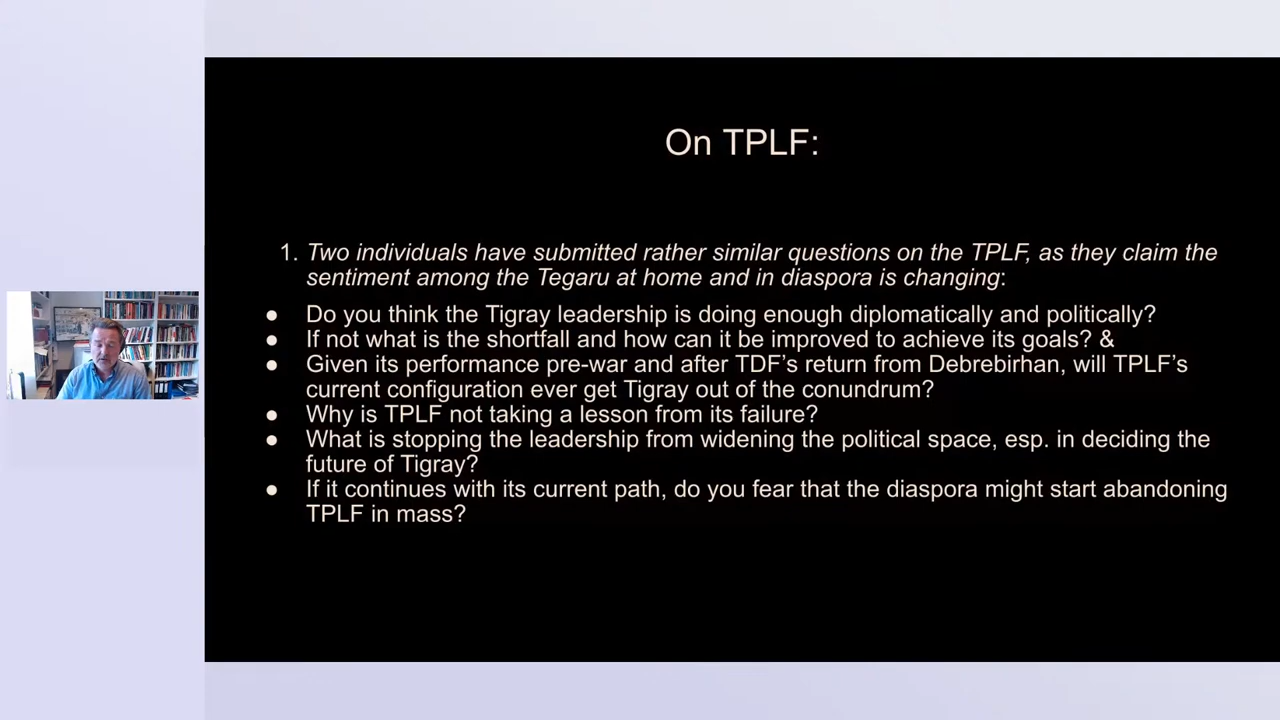 On TPLF:
1. Two individuals have submitted rather similar questions on the TPLF, as they claim the
sentiment among the Tegaru at home and in diaspora is changing:
● Do you think the Tigray leadership is doing enough diplomatically and politically?
● If not what is the shortfall and how can it be improved to achieve its goals? &
● Given its performance pre-war and after TDF's return from Debrebirhan, will TPLF's
current configuration ever get Tigray out of the conundrum?
● Why is TPLF not taking a lesson from its failure?
● What is stopping the leadership from widening the political space, esp. in deciding the
future of Tigray?
● If it continues with its current path, do you fear that the diaspora might start abandoning
TPLF in mass?